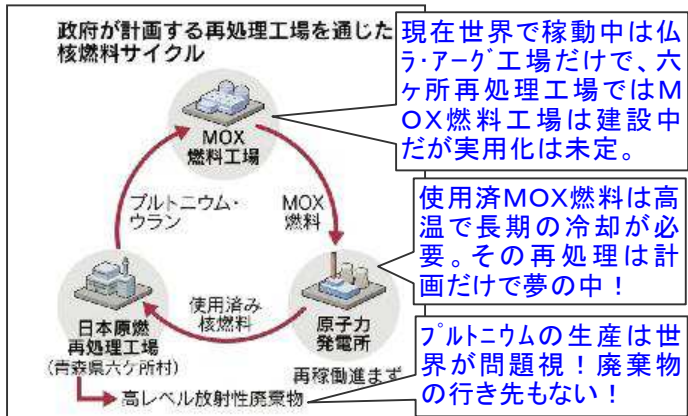 政府が計画する再処理工場を通じた
核燃料サイクル
MOX
燃料工場
プルトニウム・
ウラン
MOX
燃料
使用済み
核燃料
日本原燃
再処理工場
(青森県六ケ所村)
原子力
発電所
再稼働進まず
高レベル放射性廃棄物
現在世界で稼動中は仏
ラ・アーグ工場だけで、六
ヶ所再処理工場ではM
OX燃料工場は建設中
だが実用化は未定。
使用済MOX燃料は高
温で長期の冷却が必
要。その再処理は計
画だけで夢の中！
プルトニウムの生産は世
界が問題視！廃棄物
の行き先もない！